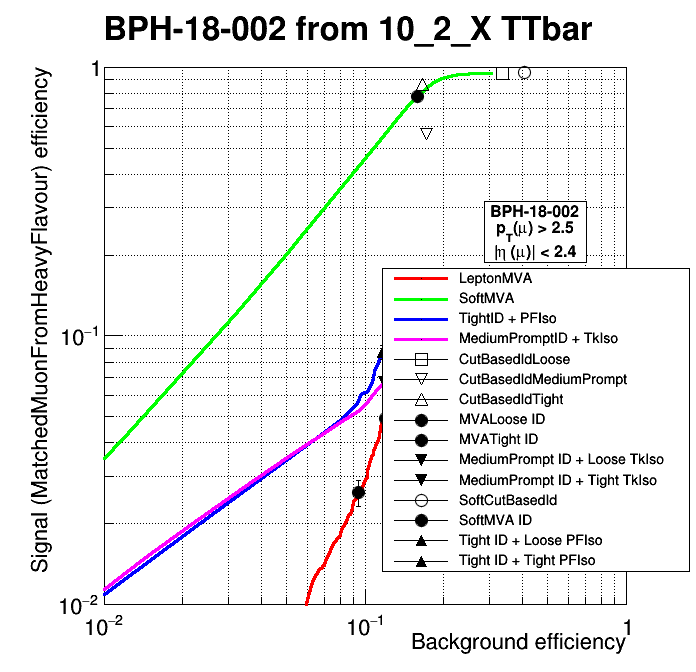 BPH-18-002 from 10_2_X TTbar
Signal (MatchedMuonFromHeavyFlavour) efficiency
1
10⁻¹
10⁻²
BPH-18-002
p_T(μ) > 2.5
|η (μ)| < 2.4
LeptonMVA
SoftMVA
TightID + PFIso
MediumPromptID + TkIso
CutBasedIdLoose
CutBasedIdMediumPrompt
CutBasedIdTight
MVALoose ID
MVATight ID
MediumPrompt ID + Loose TkIso
MediumPrompt ID + Tight TkIso
SoftCutBasedId
SoftMVA ID
Tight ID + Loose PFIso
Tight ID + Tight PFIso
10⁻² 10⁻¹ 1
Background efficiency